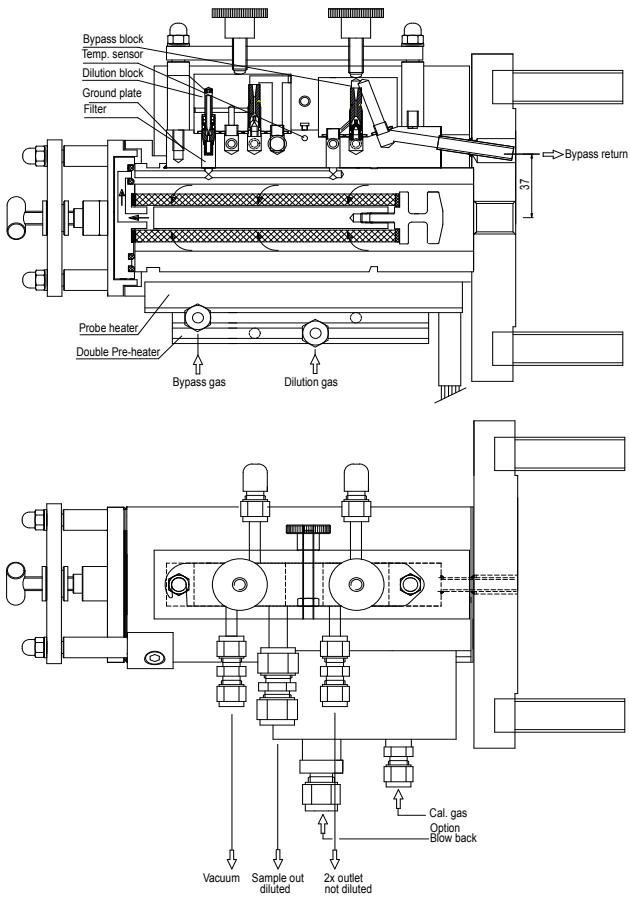 Bypass block
Temp. sensor
Dilution block
Ground plate
Filter
Bypass return
37
Probe heater
Double Pre-heater
Bypass gas
Dilution gas
Cal. gas
Option
Blow back
Vacuum
Sample out
diluted
2x outlet
not diluted